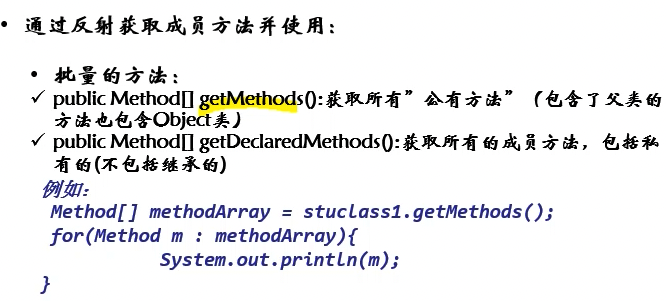 • 通过反射获取成员方法并使用：
• 批量的方法：
✓ public Method[] getMethods():获取所有”公有方法”（包含了父类的
方法也包含Object类）
✓ public Method[] getDeclaredMethods():获取所有的成员方法，包括私
有的(不包括继承的)
例如：
Method[] methodArray = stuclass1.getMethods();
for(Method m : methodArray){
System.out.println(m);
}